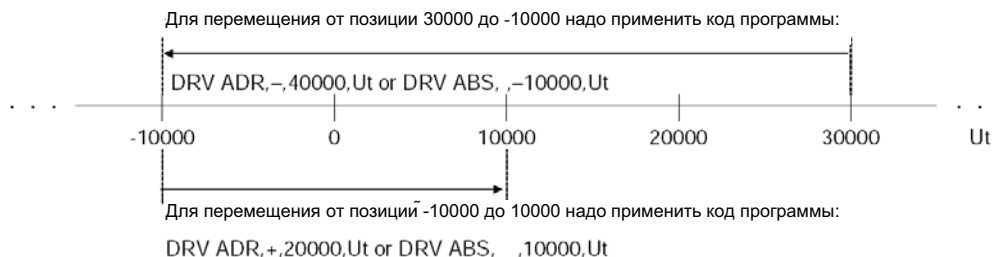 Для перемещения от позиции 30000 до -10000 надо применить код программы:
DRV ADR,–,40000,Ut or DRV ABS, ,–10000,Ut
. . . -10000 0 10000 20000 30000 Ut . .
Для перемещения от позиций -10000 до 10000 надо применить код программы:
DRV ADR,+,20000,Ut or DRV ABS, ,10000,Ut